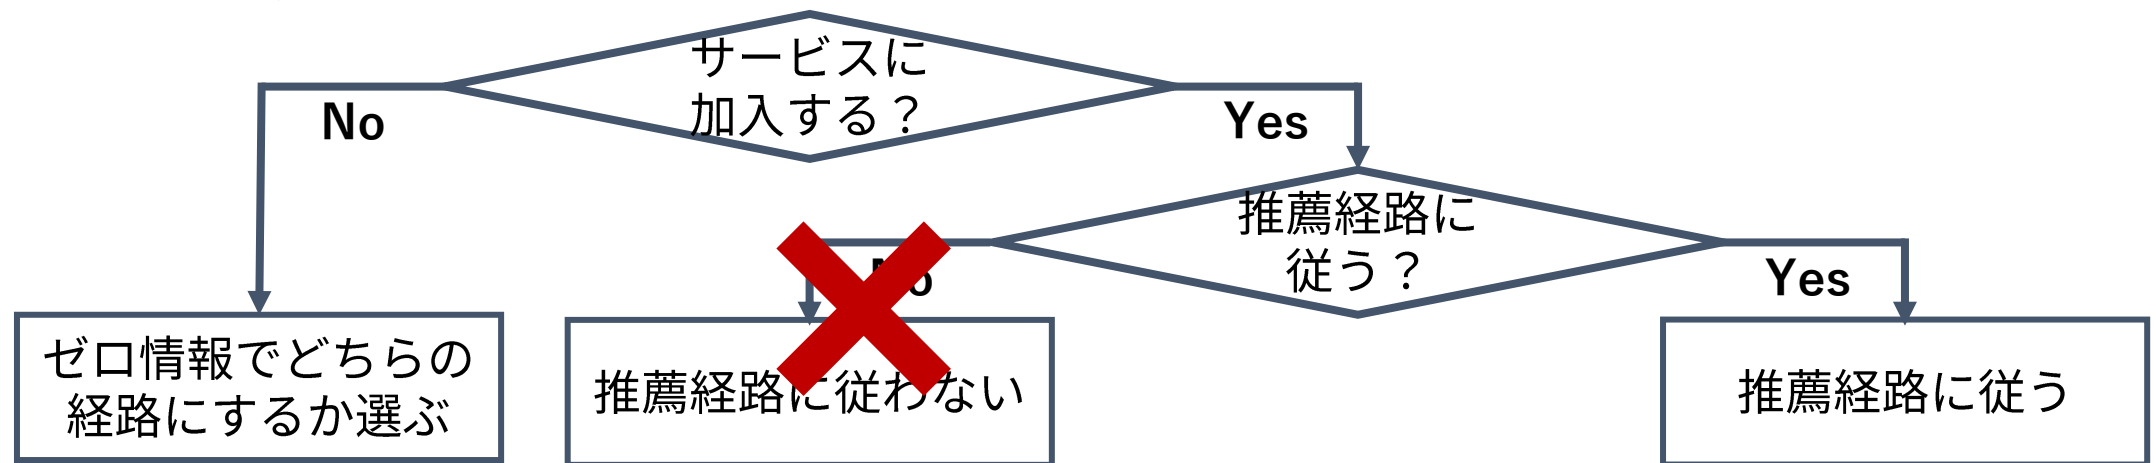 サービスに
加入する？
No
Yes
推薦経路に
従う？
No
Yes
ゼロ情報でどちらの
経路にするか選ぶ
推薦経路に従わない
推薦経路に従う